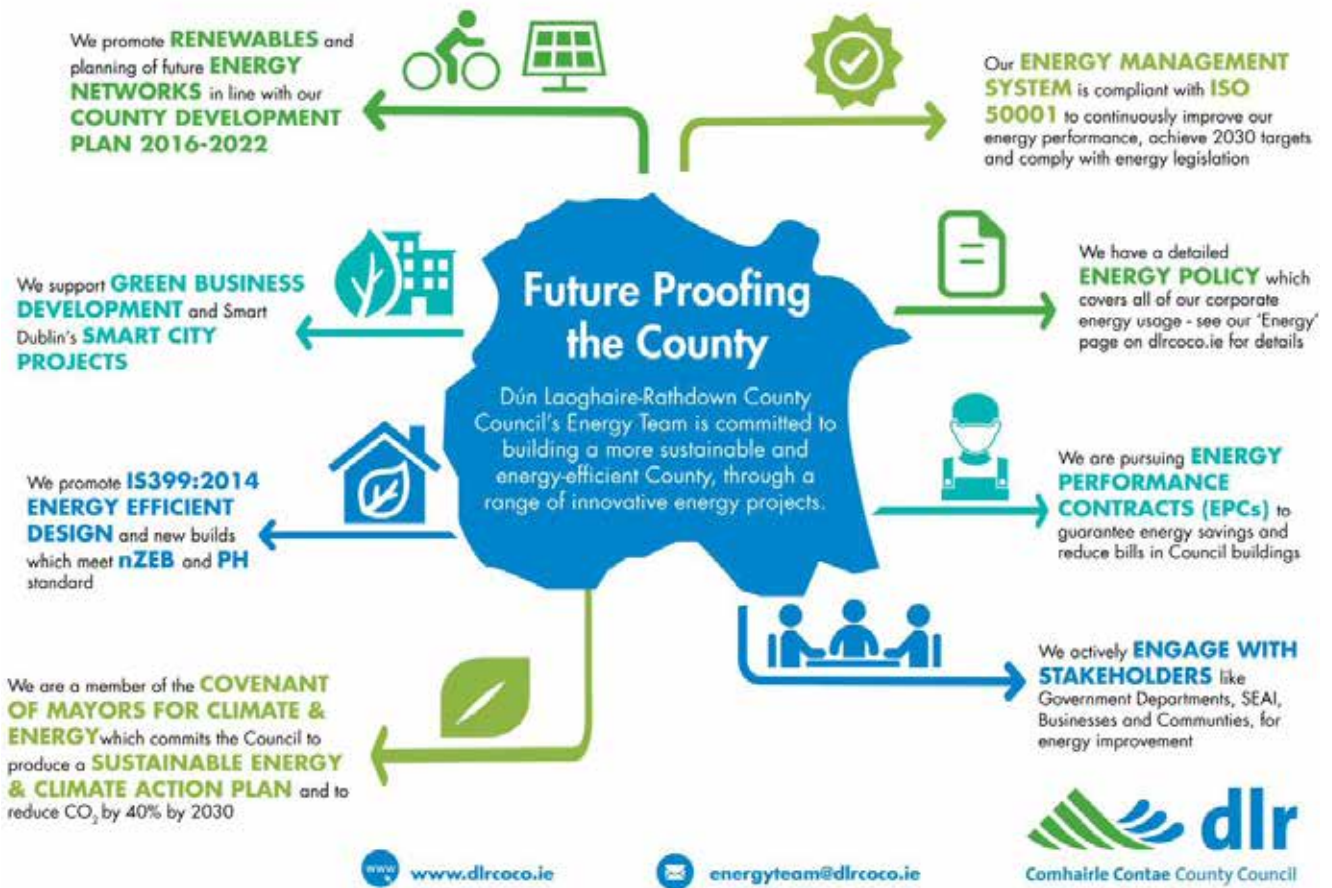 We promote RENEWABLES and
planning of future ENERGY
NETWORKS in line with our
COUNTY DEVELOPMENT
PLAN 2016-2022
Our ENERGY MANAGEMENT
SYSTEM is compliant with ISO
50001 to continuously improve our
energy performance, achieve 2030 targets
and comply with energy legislation
We support GREEN BUSINESS
DEVELOPMENT and Smart
Dublin's SMART CITY
PROJECTS
Future Proofing
the County
Dún Laoghaire-Rathdown County
Council's Energy Team is committed to
building a more sustainable and
energy-efficient County, through a
range of innovative energy projects.
We have a detailed
ENERGY POLICY which
covers all of our corporate
energy usage - see our 'Energy'
page on dlrcoco.ie for details
We promote IS399:2014
ENERGY EFFICIENT
DESIGN and new builds
which meet nZEB and PH
standard
We are pursuing ENERGY
PERFORMANCE
CONTRACTS (EPCs) to
guarantee energy savings and
reduce bills in Council buildings
We are a member of the COVENANT
OF MAYORS FOR CLIMATE &
ENERGY which commits the Council to
produce a SUSTAINABLE ENERGY
& CLIMATE ACTION PLAN and to
reduce CO₂ by 40% by 2030
We actively ENGAGE WITH
STAKEHOLDERS like
Government Departments, SEAI,
Businesses and Communties, for
energy improvement
www www.dlrcoco.ie
energyteam@dlrcoco.ie
dlr
Comhairle Contae County Council